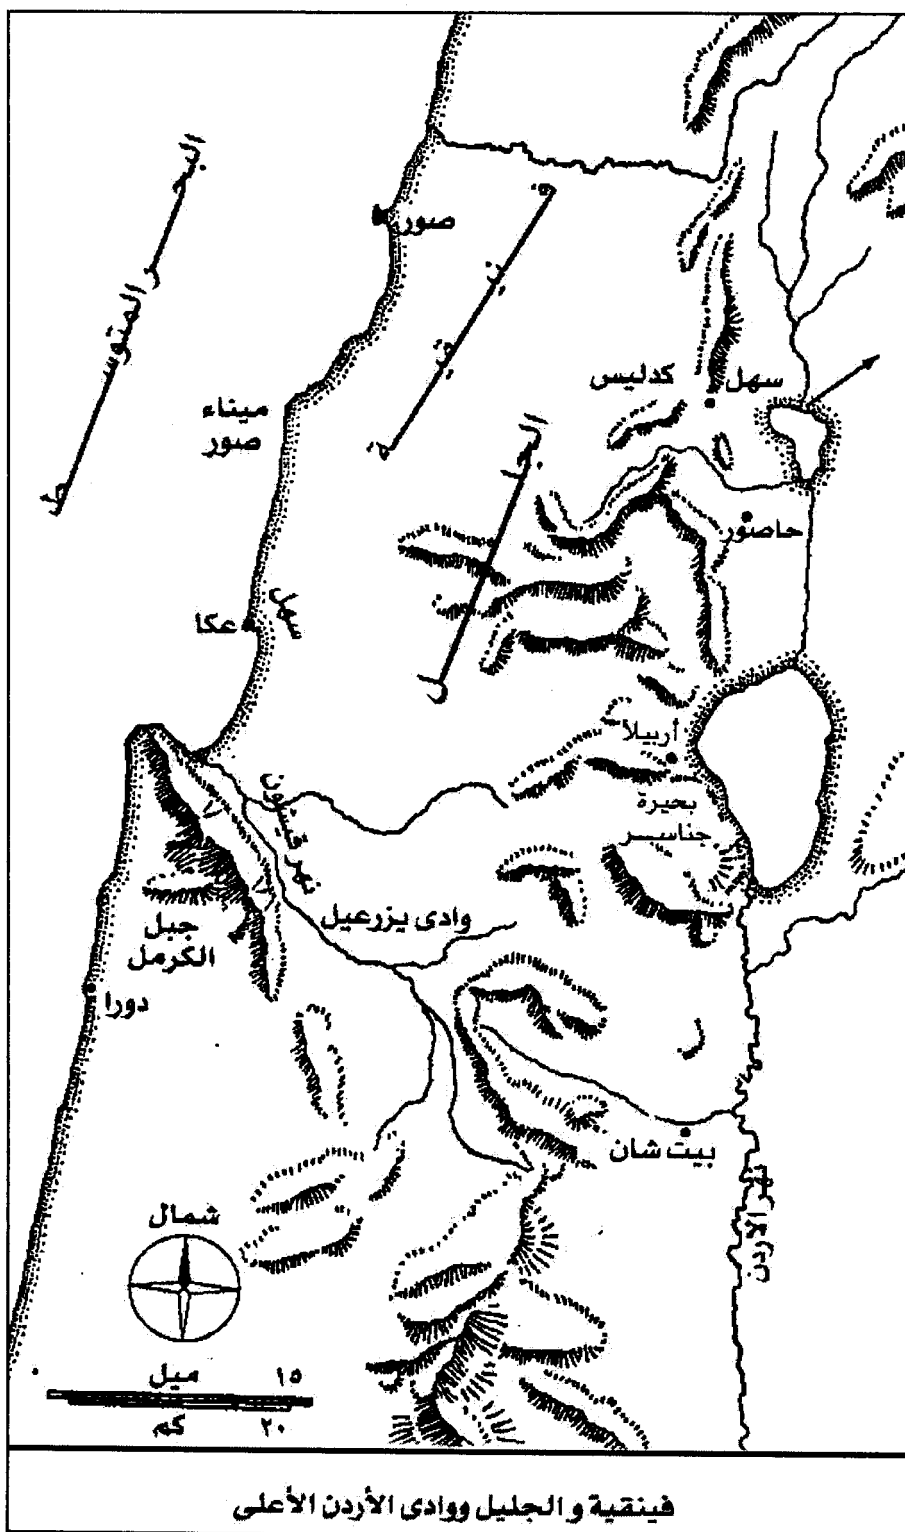 البحر المتوسط
صور
فينيقية
كدليس
سهل
ميناء
صور
الجليل
حاصور
سهل
عكا
أربيلا
بحيرة
جناسر
نهر قيشون
وادى يزرعيل
جبل
الكرمل
دورا
بيت شان
نهر الأردن
شمال
ميل ١٥
كم ٢٠
فينقية و الجليل ووادى الأردن الأعلى